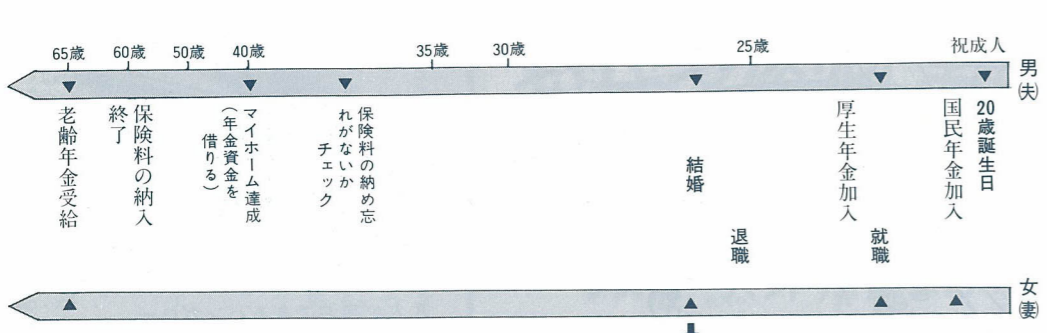 祝成人
25歳
30歳
35歳
40歳
50歳
60歳
65歳
男
(夫)
20歳誕生日
国民年金加入
厚生年金加入
就職
退職
結婚
保険料の納め忘
れがないか
チェック
マイホーム達成
(年金資金を
借りる)
保険料の納入
終了
老齢年金受給
女
(妻)